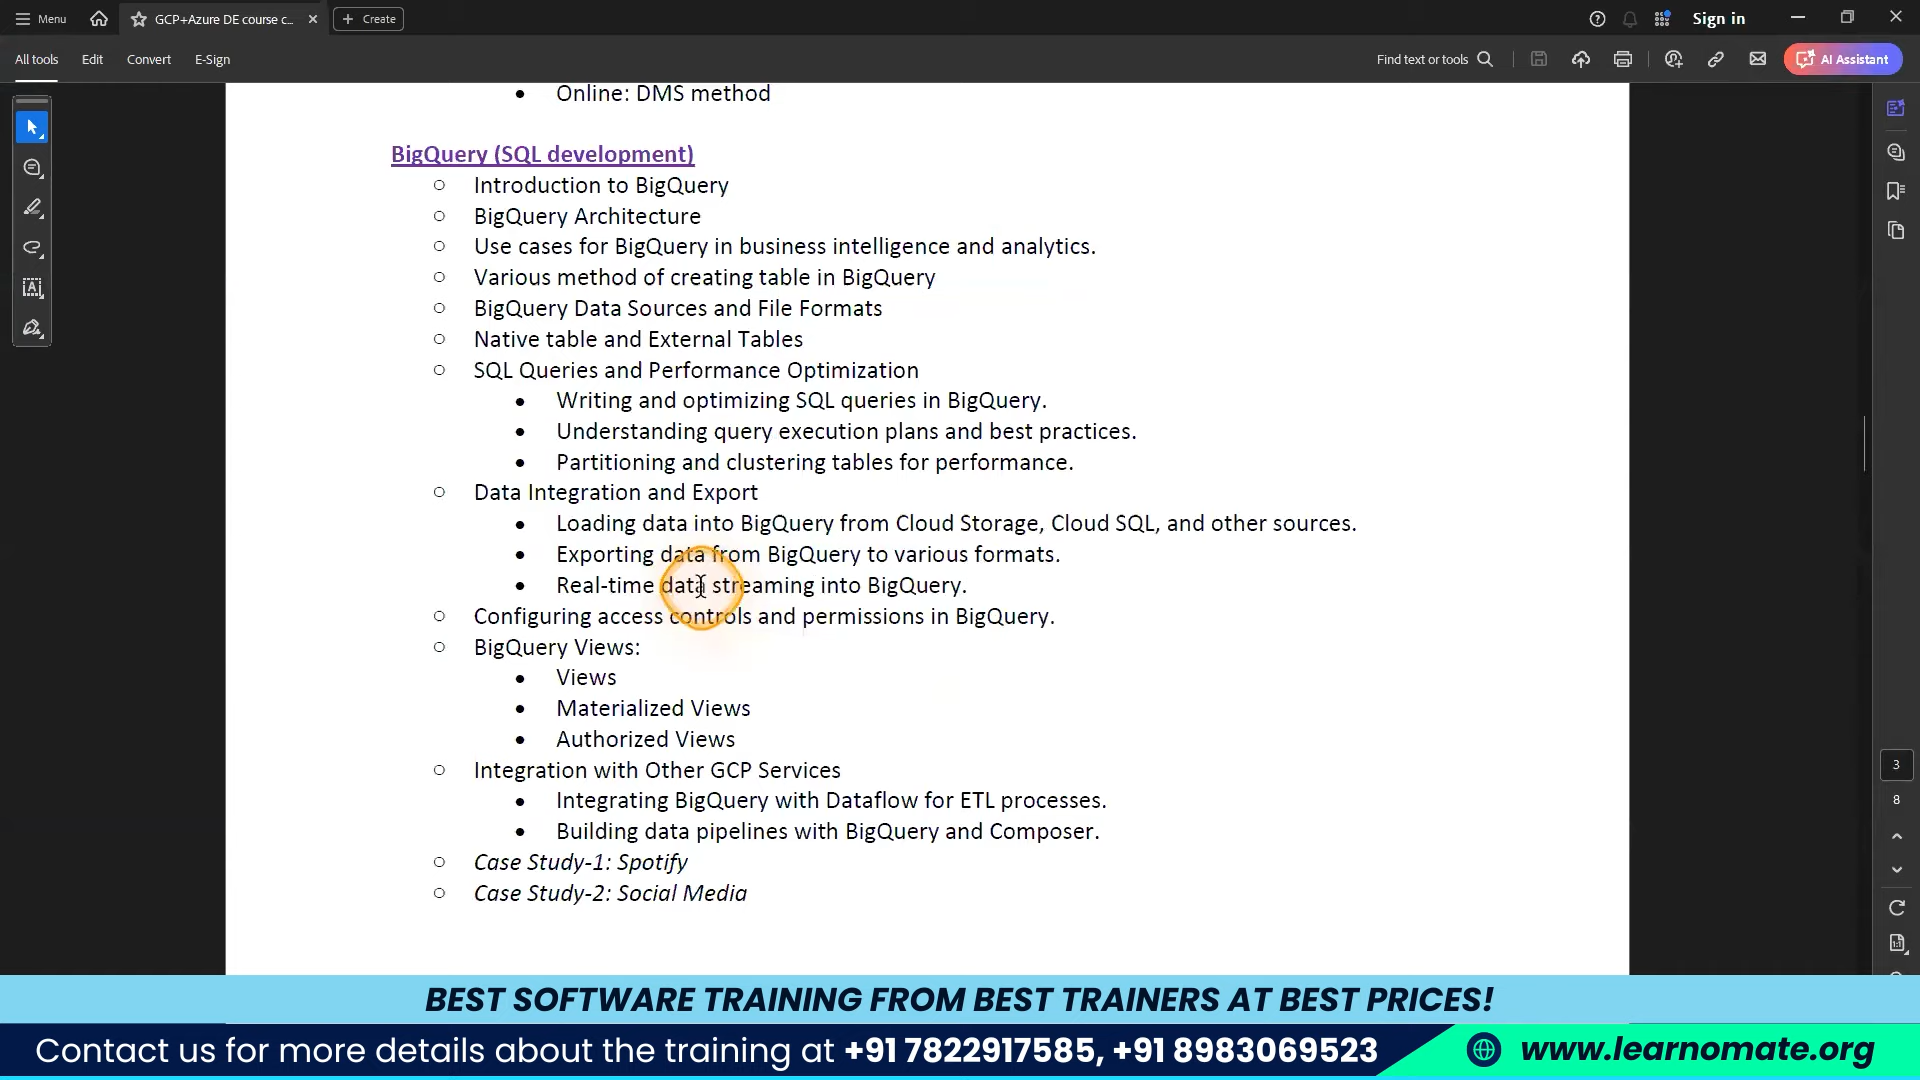 Menu
GCP+Azure DE course c...
Create
Sign in
All tools
Edit
Convert
E-Sign
Find text or tools
AI Assistant
• Online: DMS method
BigQuery (SQL development)
○ Introduction to BigQuery
○ BigQuery Architecture
○ Use cases for BigQuery in business intelligence and analytics.
○ Various method of creating table in BigQuery
○ BigQuery Data Sources and File Formats
○ Native table and External Tables
○ SQL Queries and Performance Optimization
• Writing and optimizing SQL queries in BigQuery.
• Understanding query execution plans and best practices.
• Partitioning and clustering tables for performance.
○ Data Integration and Export
• Loading data into BigQuery from Cloud Storage, Cloud SQL, and other sources.
• Exporting data from BigQuery to various formats.
• Real-time data streaming into BigQuery.
○ Configuring access controls and permissions in BigQuery.
○ BigQuery Views:
• Views
• Materialized Views
• Authorized Views
○ Integration with Other GCP Services
• Integrating BigQuery with Dataflow for ETL processes.
• Building data pipelines with BigQuery and Composer.
○ Case Study-1: Spotify
○ Case Study-2: Social Media
3
8
BEST SOFTWARE TRAINING FROM BEST TRAINERS AT BEST PRICES!
Contact us for more details about the training at +91 7822917585, +91 8983069523
www.learnomate.org